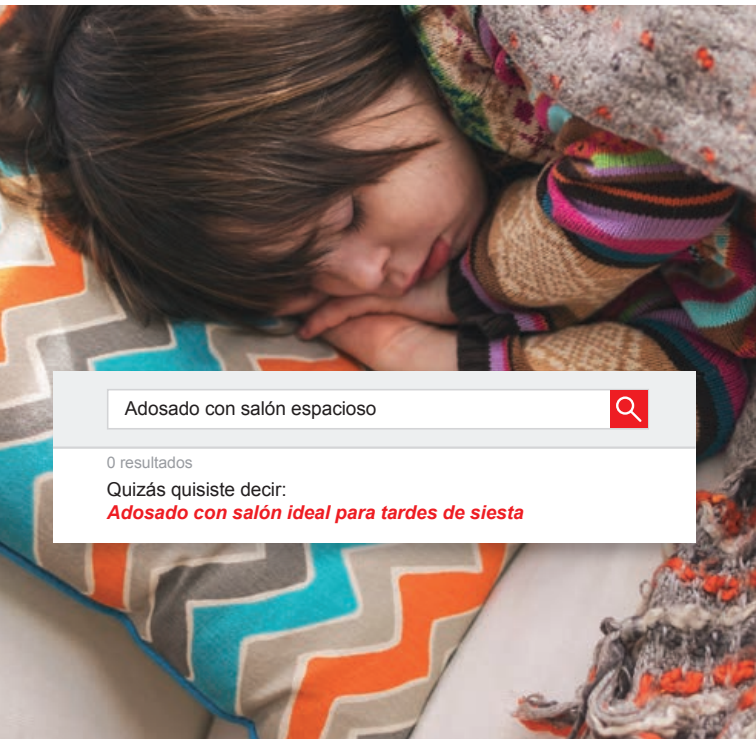 Adosado con salón espacioso
0 resultados
Quizás quisiste decir:
Adosado con salón ideal para tardes de siesta